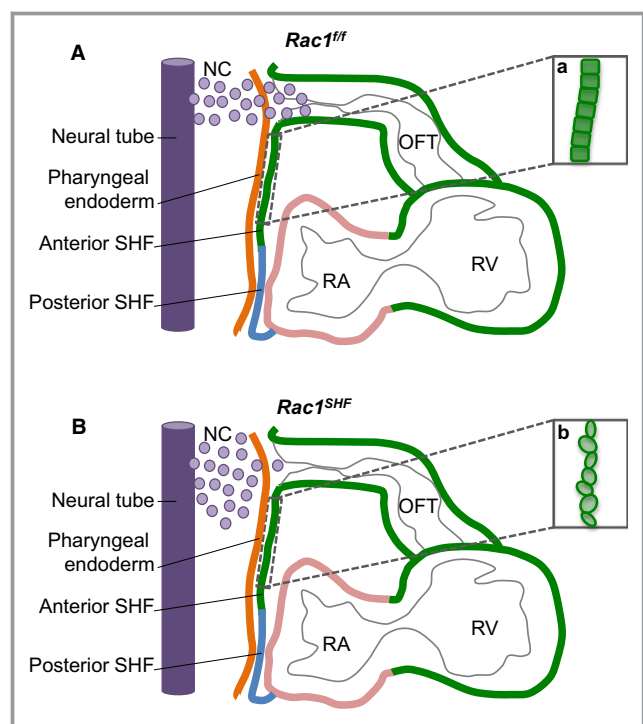 A
Rac1f/f
NC
a
Neural tube
OFT
Pharyngeal
endoderm
Anterior SHF
RV
RA
Posterior SHF
B
Rac1SHF
NC
b
Neural tube
OFT
Pharyngeal
endoderm
Anterior SHF
RV
RA
Posterior SHF